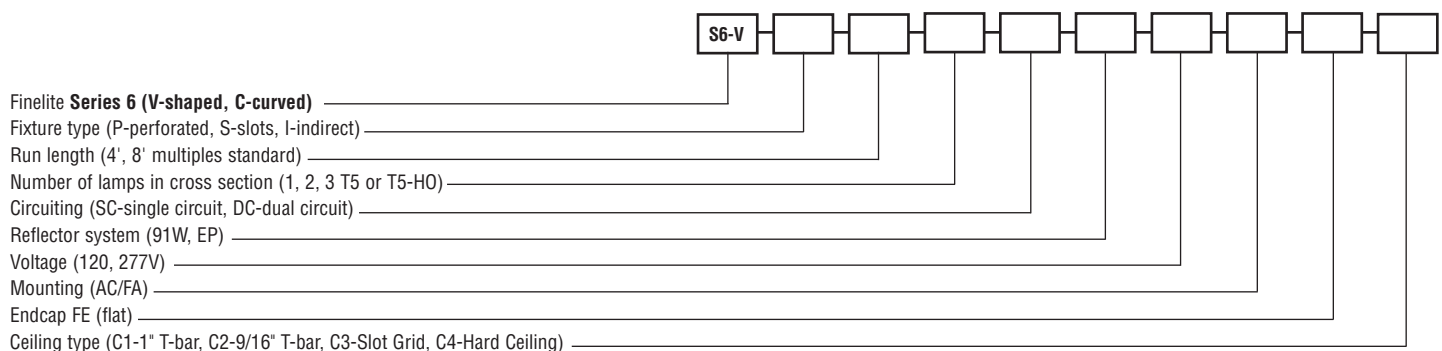 S6-V
Finelite Series 6 (V-shaped, C-curved)
Fixture type (P-perforated, S-slots, I-indirect)
Run length (4', 8' multiples standard)
Number of lamps in cross section (1, 2, 3 T5 or T5-HO)
Circuiting (SC-single circuit, DC-dual circuit)
Reflector system (91W, EP)
Voltage (120, 277V)
Mounting (AC/FA)
Endcap FE (flat)
Ceiling type (C1-1" T-bar, C2-9/16" T-bar, C3-Slot Grid, C4-Hard Ceiling)